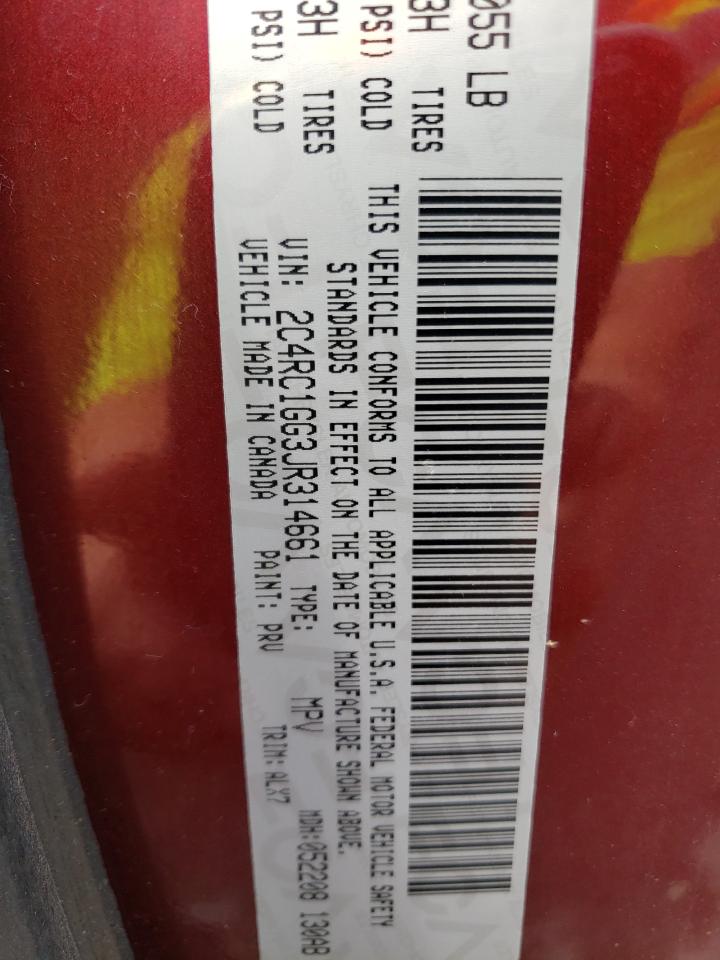 055 LB
3H TIRES
PSI) COLD
3H TIRES
PSI) COLD
THIS VEHICLE CONFORMS TO ALL APPLICABLE U.S.A. FEDERAL MOTOR VEHICLE SAFETY
STANDARDS IN EFFECT ON THE DATE OF MANUFACTURE SHOWN ABOVE.
VIN: 2C4RC1GG3JR314661 TYPE: MPV MDH:052208 130AB
VEHICLE MADE IN CANADA PAINT: PRV TRIM:ALX7